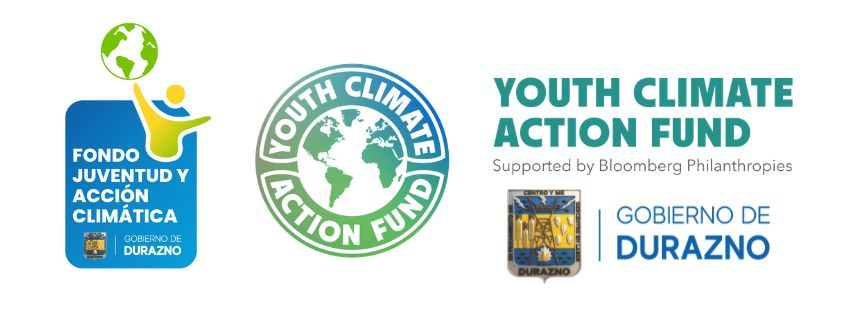 FONDO
JUVENTUD Y
ACCIÓN
CLIMÁTICA
GOBIERNO DE
DURAZNO
YOUTH CLIMATE
ACTION FUND
YOUTH CLIMATE
ACTION FUND
Supported by Bloomberg Philanthropies
CENTRO Y
DURAZNO
GOBIERNO DE
DURAZNO